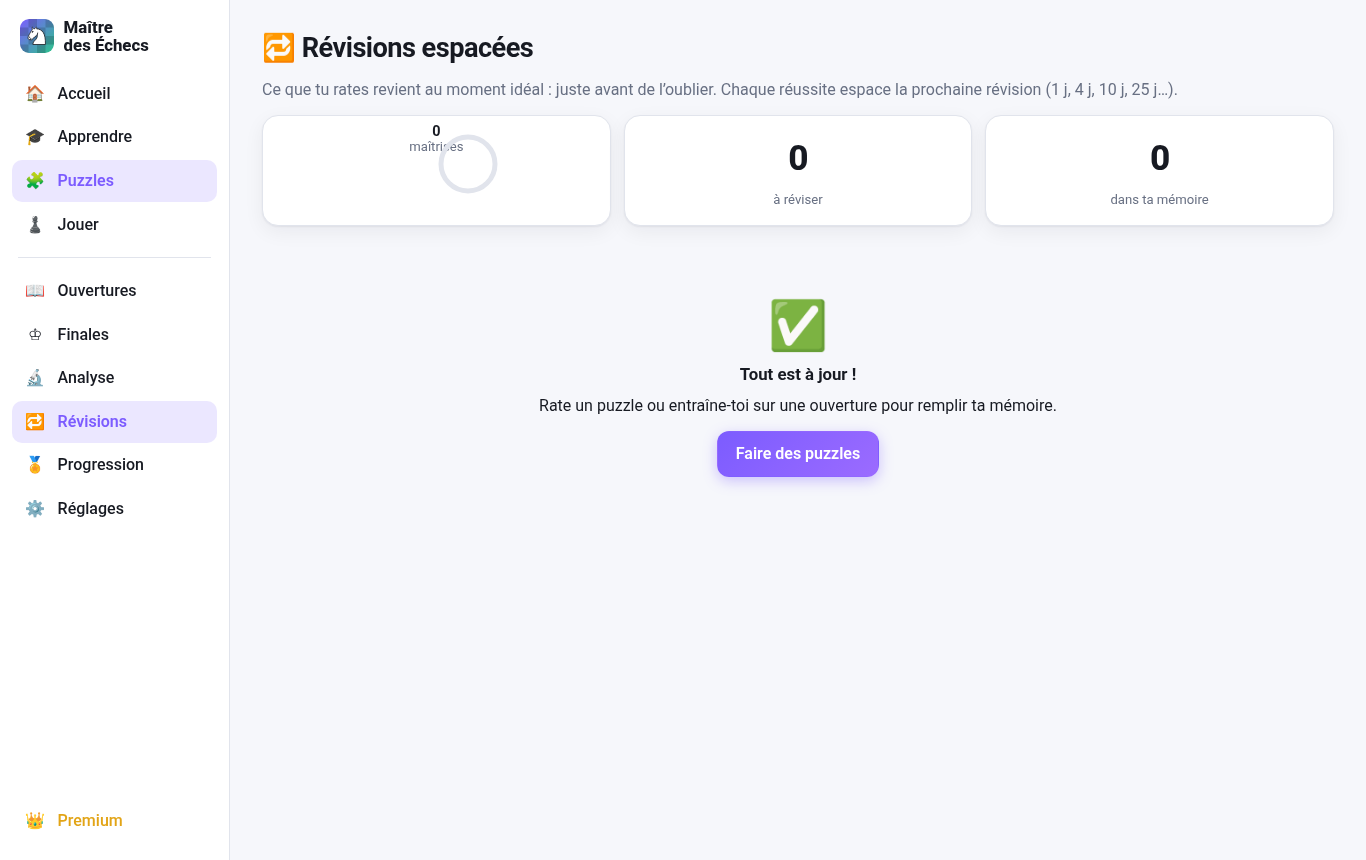 Maître
des Échecs
Accueil
Apprendre
Puzzles
Jouer
Ouvertures
Finales
Analyse
Révisions
Progression
Réglages
Premium
Révisions espacées
Ce que tu rates revient au moment idéal : juste avant de l’oublier. Chaque réussite espace la prochaine révision (1 j, 4 j, 10 j, 25 j…).
0
maîtrisés
0
à réviser
0
dans ta mémoire
Tout est à jour !
Rate un puzzle ou entraîne-toi sur une ouverture pour remplir ta mémoire.
Faire des puzzles